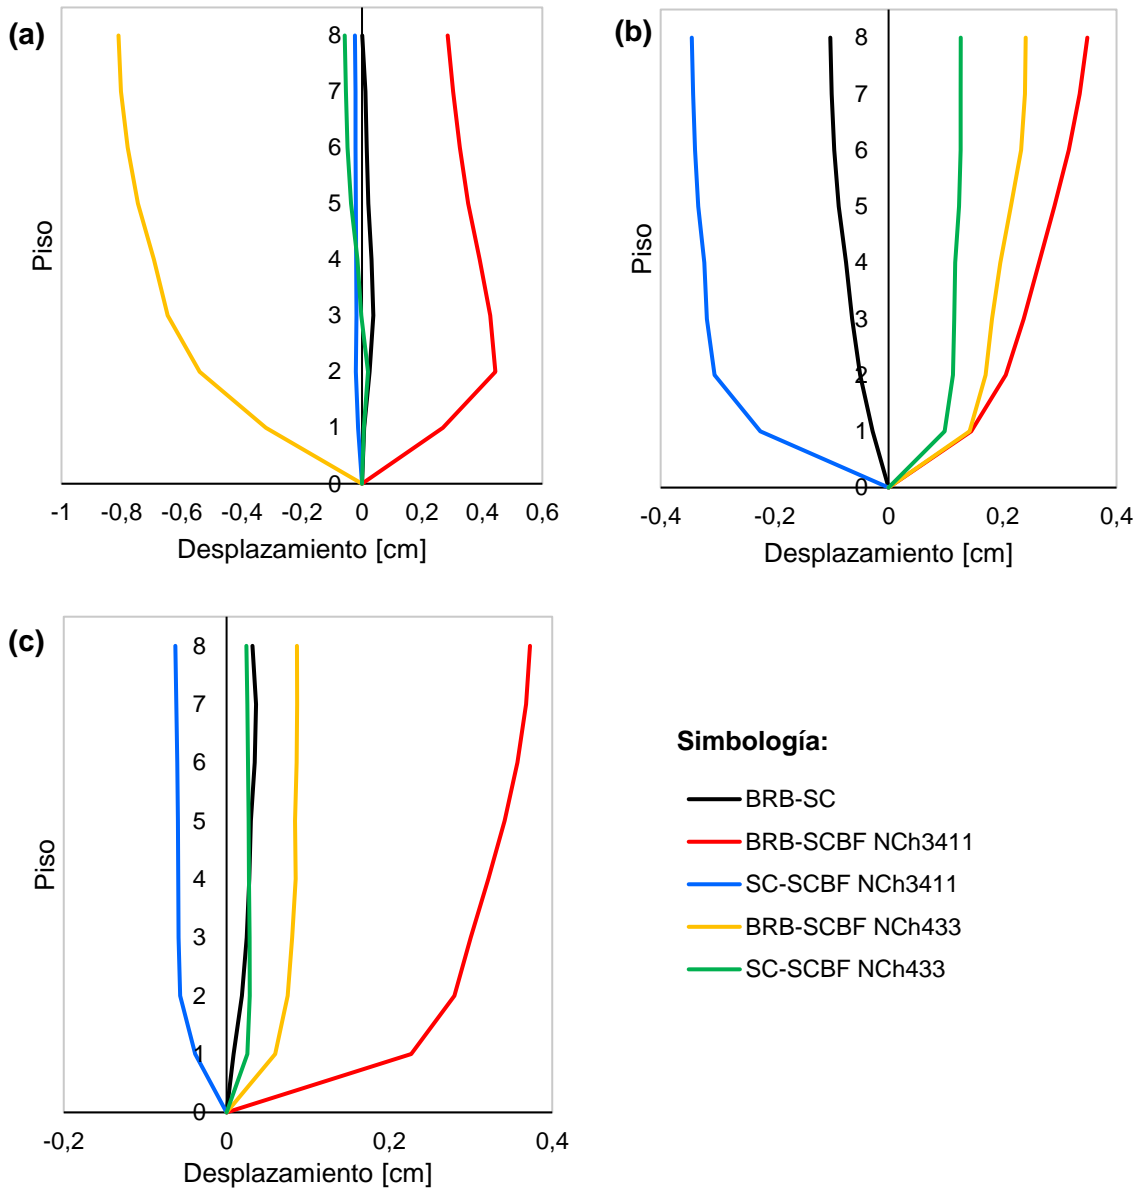 (a)
8
7
6
5
4
3
2
1
0
Piso
-1 -0,8 -0,6 -0,4 -0,2 0 0,2 0,4 0,6
Desplazamiento [cm]
(b)
8
7
6
5
4
3
2
1
0
Piso
-0,4 -0,2 0 0,2 0,4
Desplazamiento [cm]
(c)
8
7
6
5
4
3
2
1
0
Piso
-0,2 0 0,2 0,4
Desplazamiento [cm]
Simbología:
BRB-SC
BRB-SCBF NCh3411
SC-SCBF NCh3411
BRB-SCBF NCh433
SC-SCBF NCh433